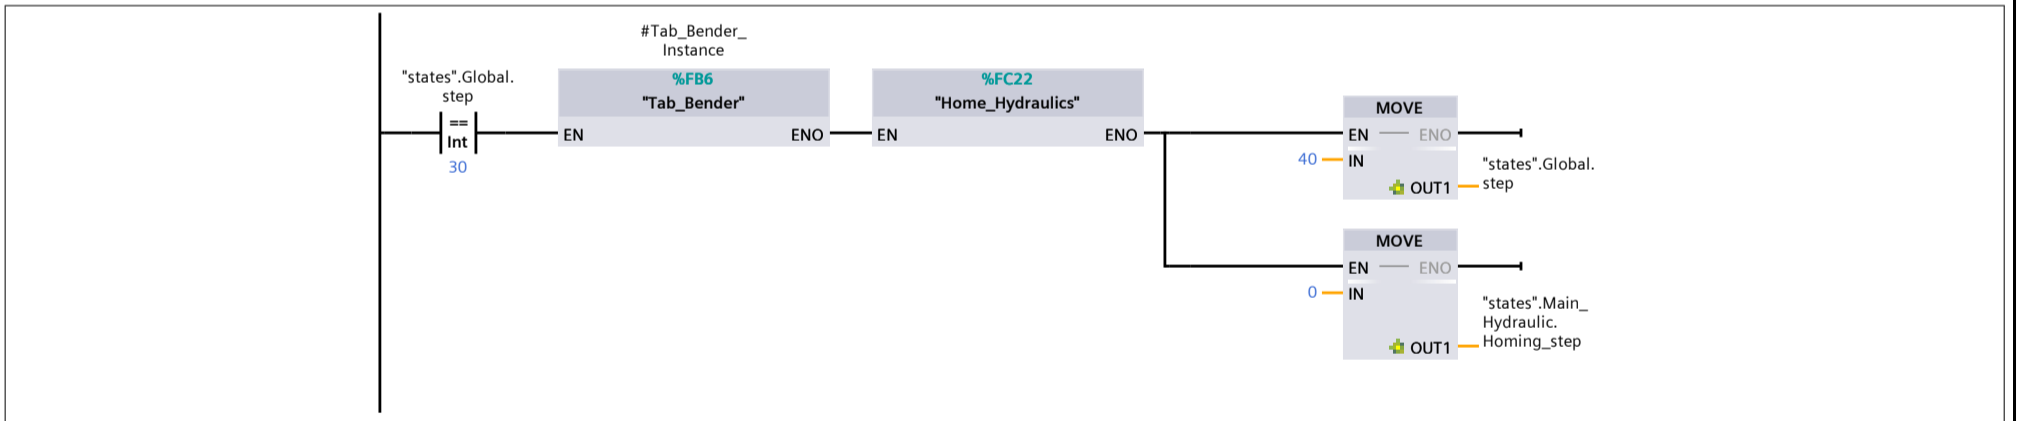 #Tab_Bender_
Instance
"states".Global.
step
%FB6
"Tab_Bender"
%FC22
"Home_Hydraulics"
==
Int
30
EN
ENO
EN
ENO
MOVE
EN
ENO
40
IN
OUT1
"states".Global.
step
MOVE
EN
ENO
0
IN
OUT1
"states".Main_
Hydraulic.
Homing_step